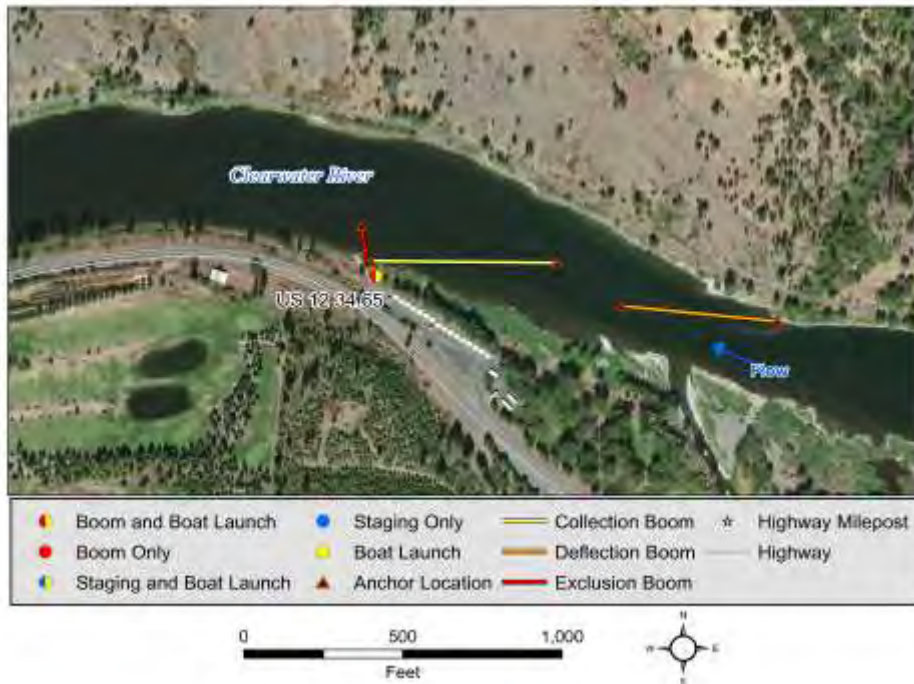 Clearwater River
US 12 34.65
Flow
Boom and Boat Launch
Staging Only
Collection Boom
Highway Milepost
Boom Only
Boat Launch
Deflection Boom
Highway
Staging and Boat Launch
Anchor Location
Exclusion Boom
0 500 1,000
Feet
N
W E
S